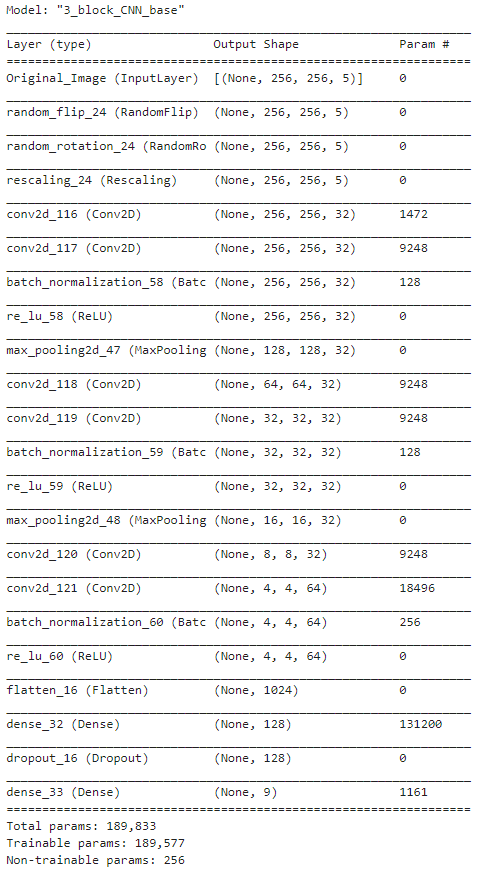 Model: "3_block_CNN_base"
Layer (type) Output Shape Param #
Original_Image (InputLayer) [(None, 256, 256, 5)] 0
random_flip_24 (RandomFlip) (None, 256, 256, 5) 0
random_rotation_24 (RandomRo (None, 256, 256, 5) 0
rescaling_24 (Rescaling) (None, 256, 256, 5) 0
conv2d_116 (Conv2D) (None, 256, 256, 32) 1472
conv2d_117 (Conv2D) (None, 256, 256, 32) 9248
batch_normalization_58 (Batc (None, 256, 256, 32) 128
re_lu_58 (ReLU) (None, 256, 256, 32) 0
max_pooling2d_47 (MaxPooling (None, 128, 128, 32) 0
conv2d_118 (Conv2D) (None, 64, 64, 32) 9248
conv2d_119 (Conv2D) (None, 32, 32, 32) 9248
batch_normalization_59 (Batc (None, 32, 32, 32) 128
re_lu_59 (ReLU) (None, 32, 32, 32) 0
max_pooling2d_48 (MaxPooling (None, 16, 16, 32) 0
conv2d_120 (Conv2D) (None, 8, 8, 32) 9248
conv2d_121 (Conv2D) (None, 4, 4, 64) 18496
batch_normalization_60 (Batc (None, 4, 4, 64) 256
re_lu_60 (ReLU) (None, 4, 4, 64) 0
flatten_16 (Flatten) (None, 1024) 0
dense_32 (Dense) (None, 128) 131200
dropout_16 (Dropout) (None, 128) 0
dense_33 (Dense) (None, 9) 1161
Total params: 189,833
Trainable params: 189,577
Non-trainable params: 256